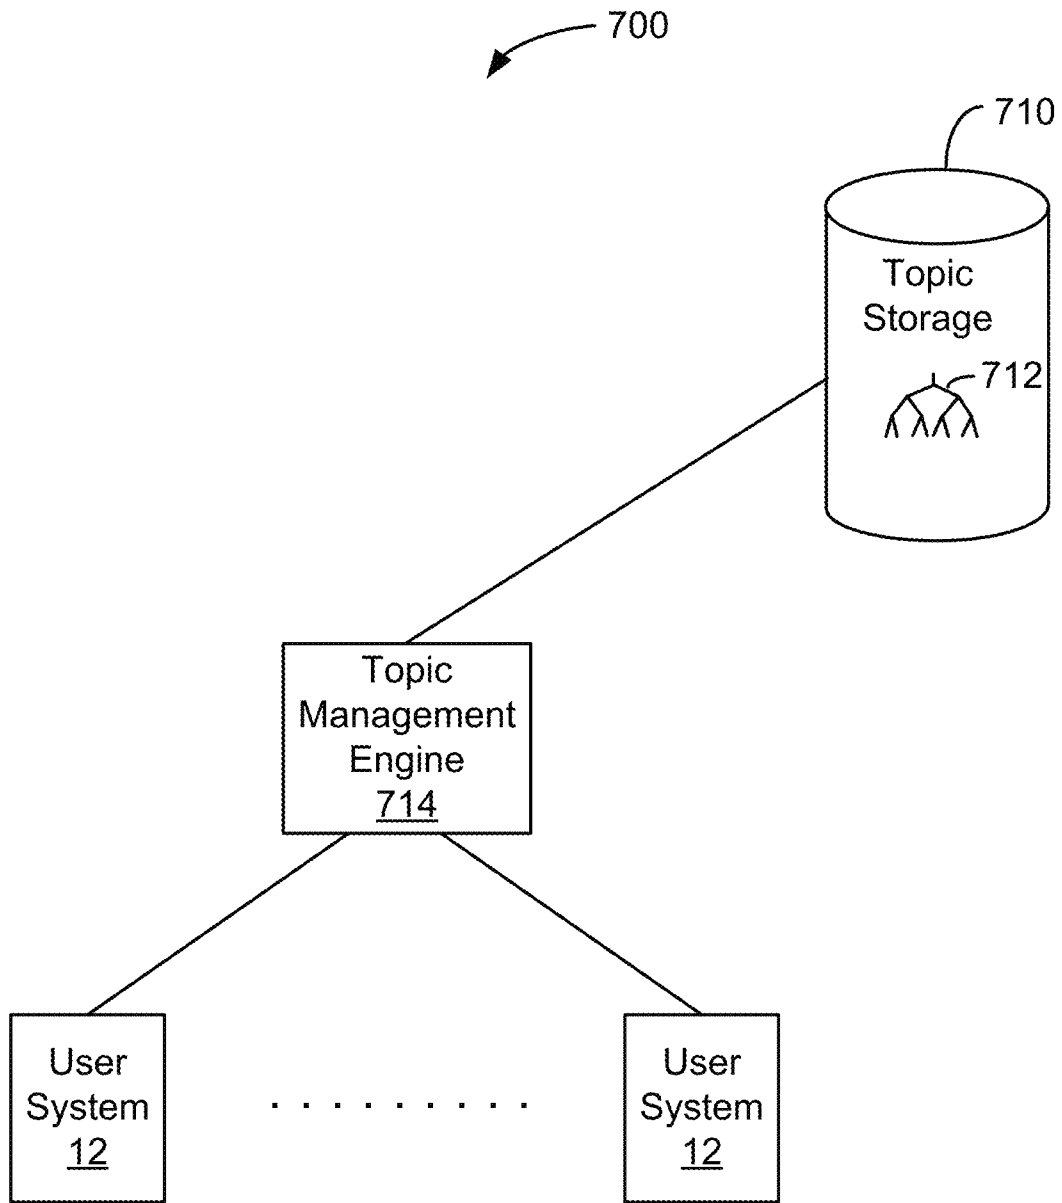 700
710
Topic
Storage
712
Topic
Management
Engine
714
User
System
12
User
System
12